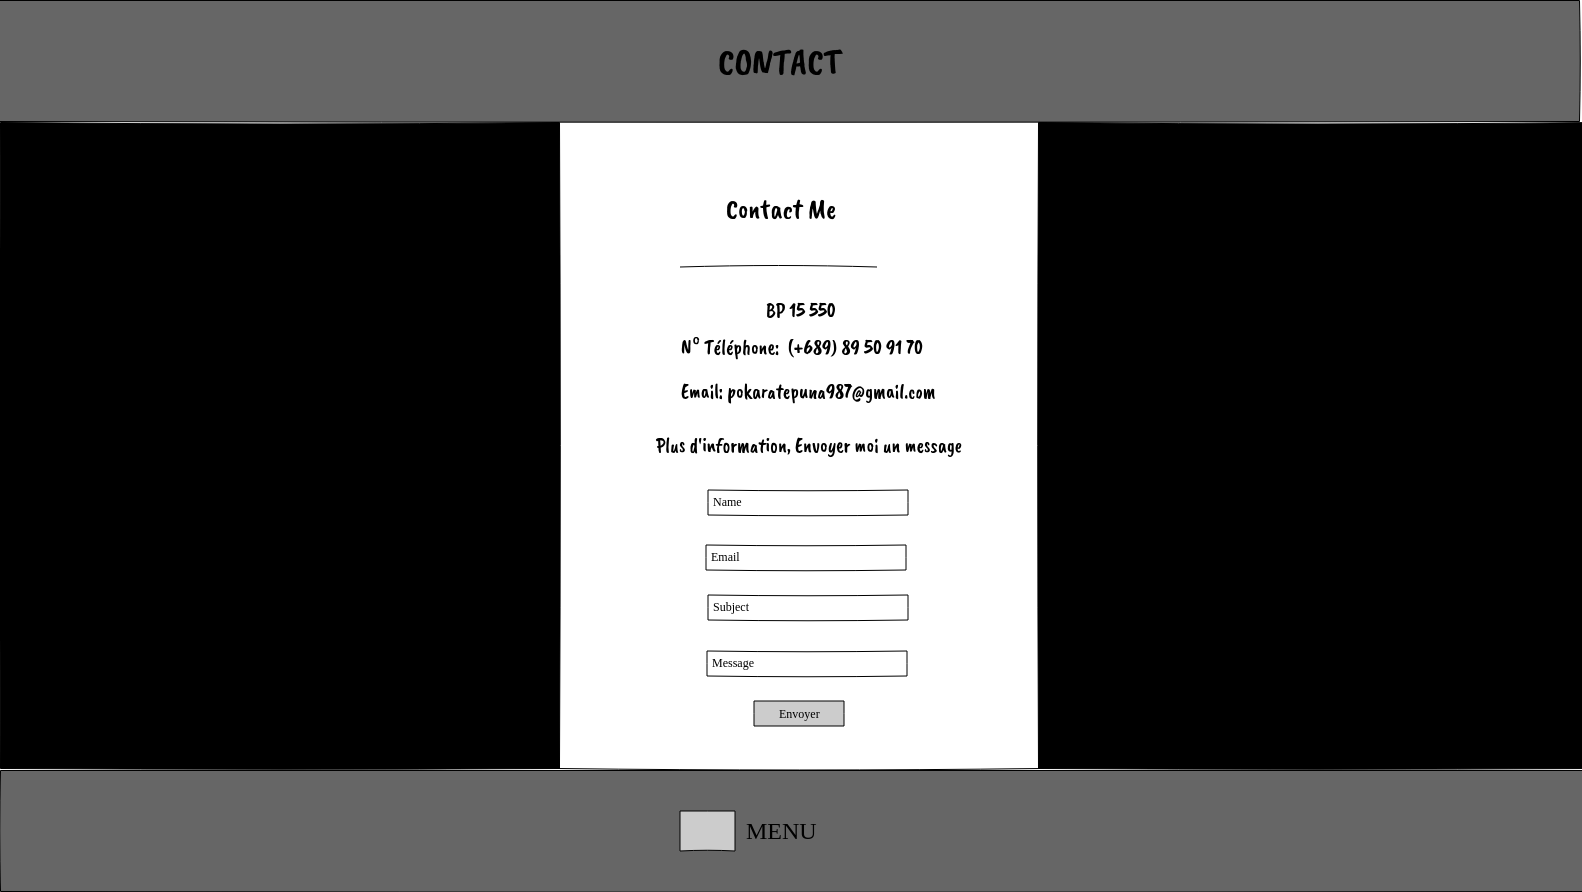 CONTACT
Contact Me
BP 15 550
N° Téléphone: (+689) 89 50 91 70
Email: pokaratepuna987@gmail.com
Plus d'information, Envoyer moi un message
Name
Email
Subject
Message
Envoyer
MENU